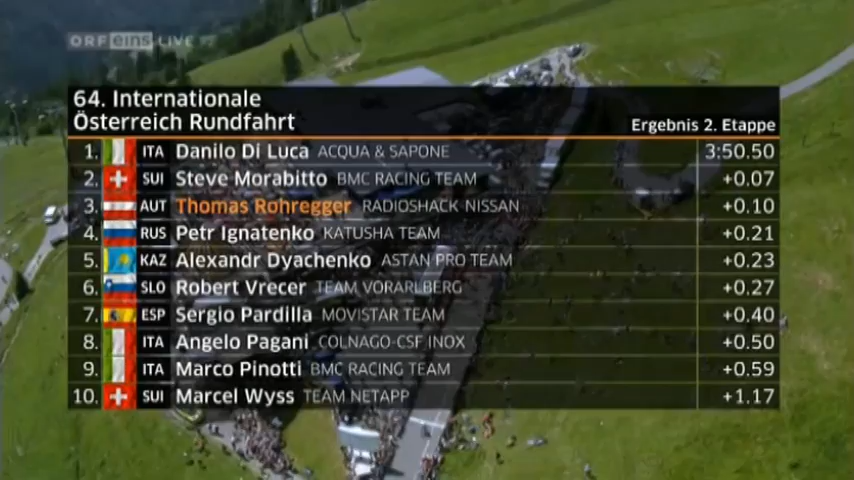 ORF eins LIVE
64. Internationale
Österreich Rundfahrt
Ergebnis 2. Etappe
1. ITA Danilo Di Luca ACQUA & SAPONE 3:50.50
2. SUI Steve Morabitto BMC RACING TEAM +0.07
3. AUT Thomas Rohregger RADIOSHACK NISSAN +0.10
4. RUS Petr Ignatenko KATUSHA TEAM +0.21
5. KAZ Alexandr Dyachenko ASTAN PRO TEAM +0.23
6. SLO Robert Vrecer TEAM VORARLBERG +0.27
7. ESP Sergio Pardilla MOVISTAR TEAM +0.40
8. ITA Angelo Pagani COLNAGO-CSF INOX +0.50
9. ITA Marco Pinotti BMC RACING TEAM +0.59
10. SUI Marcel Wyss TEAM NETAPP +1.17